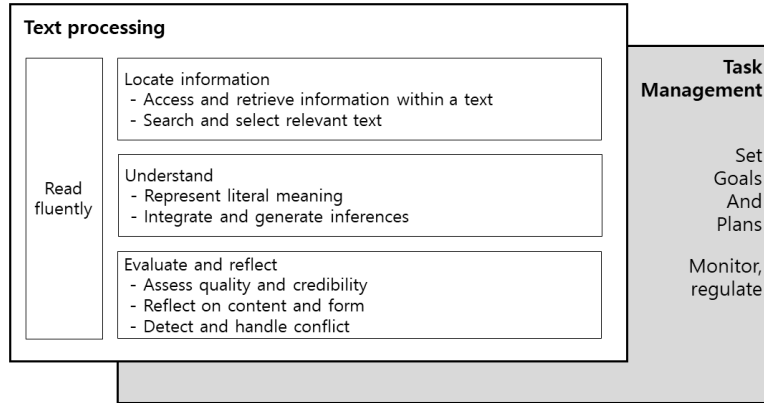 Text processing
Read
fluently
Locate information
- Access and retrieve information within a text
- Search and select relevant text
Understand
- Represent literal meaning
- Integrate and generate inferences
Evaluate and reflect
- Assess quality and credibility
- Reflect on content and form
- Detect and handle conflict
Task
Management
Set
Goals
And
Plans
Monitor,
regulate